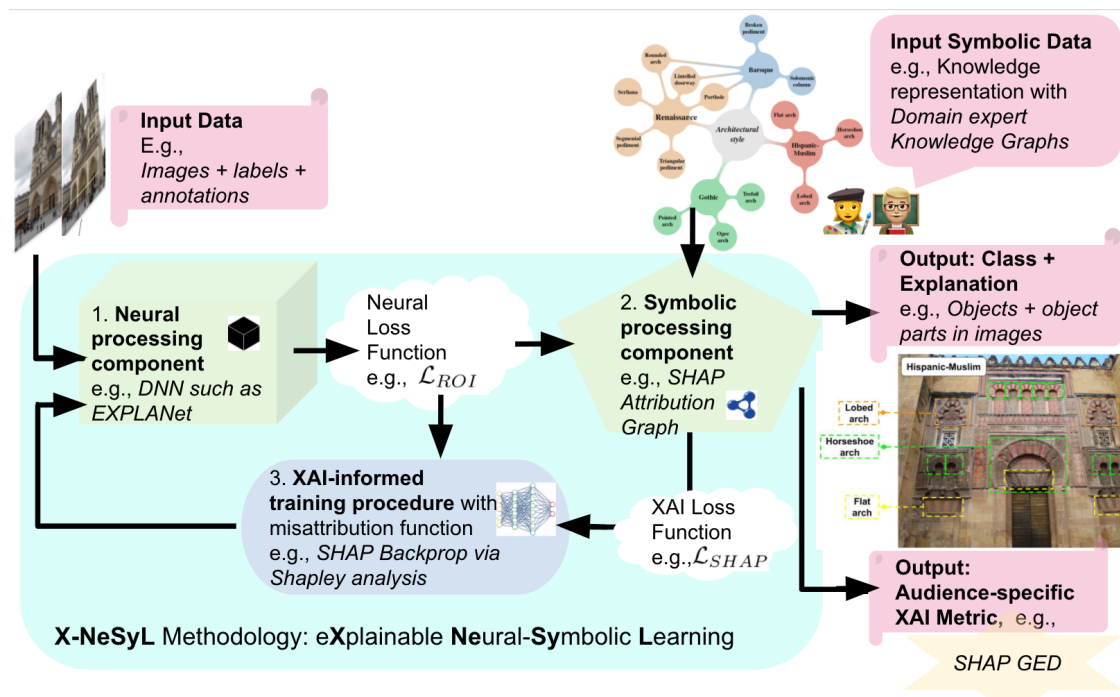 Input Data
E.g.,
Images + labels +
annotations
Broken
pediment
Rounded
arch
Lintelled
doorway
Baroque
Solomonic
column
Serliana
Porthole
Renaissance
Architectural
style
Flat arch
Horseshoe
arch
Hispanic-
Muslim
Segmental
pediment
Triangular
pediment
Lobed
arch
Gothic
Trefoil
arch
Pointed
arch
Ogee
arch
Input Symbolic Data
e.g., Knowledge
representation with
Domain expert
Knowledge Graphs
1. Neural
processing
component
e.g., DNN such as
EXPLANet
Neural
Loss
Function
e.g., ℒROI
2. Symbolic
processing
component
e.g., SHAP
Attribution
Graph
Output: Class +
Explanation
e.g., Objects + object
parts in images
Hispanic-Muslim
Lobed
arch
Horseshoe
arch
Flat
arch
3. XAI-informed
training procedure with
misattribution function
e.g., SHAP Backprop via
Shapley analysis
XAI Loss
Function
e.g., ℒSHAP
Output:
Audience-specific
XAI Metric, e.g.,
SHAP GED
X-NeSyL Methodology: eXplainable Neural-Symbolic Learning